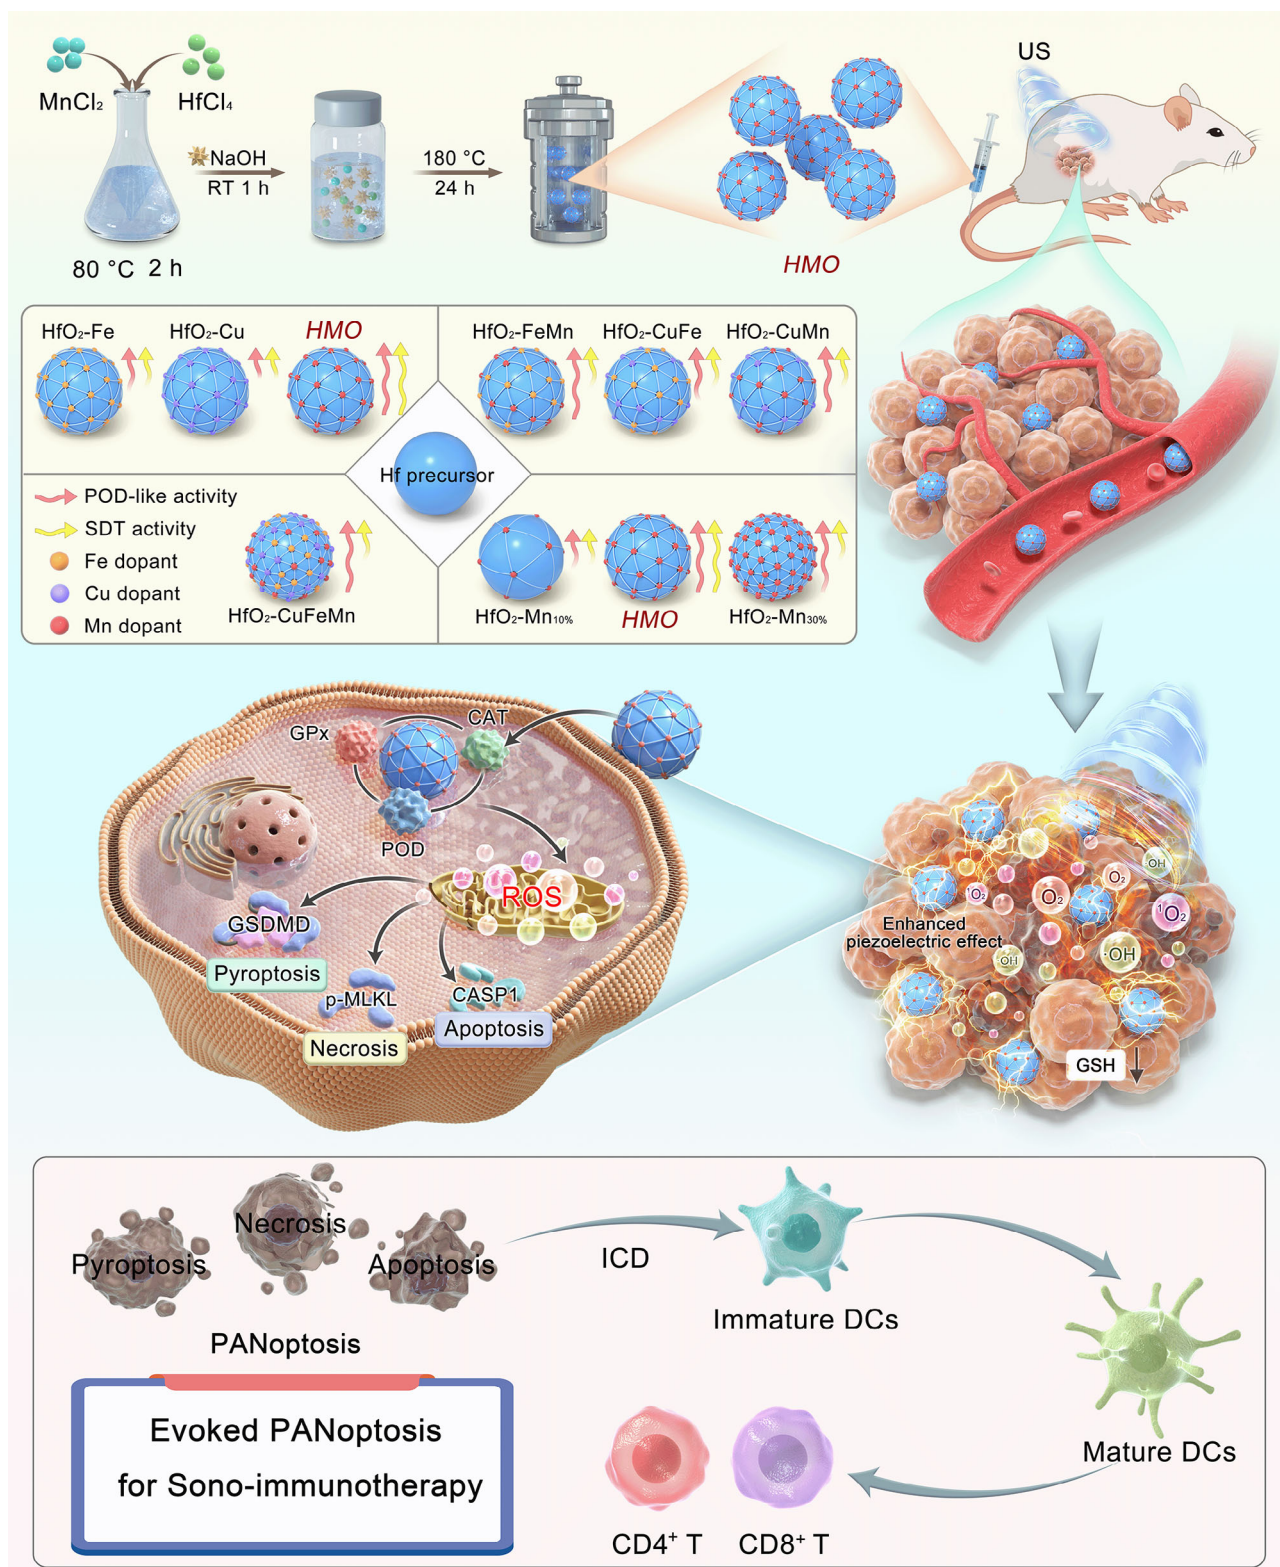 US
MnCl₂
HfCl₄
NaOH
RT 1 h
180 °C
24 h
80 °C 2 h
HMO
HfO₂-Fe
HfO₂-Cu
HMO
HfO₂-FeMn
HfO₂-CuFe
HfO₂-CuMn
Hf precursor
POD-like activity
SDT activity
Fe dopant
Cu dopant
Mn dopant
HfO₂-CuFeMn
HfO₂-Mn₁₀%
HMO
HfO₂-Mn₃₀%
GPx
CAT
POD
ROS
GSDMD
Pyroptosis
p-MLKL
Necrosis
CASP1
Apoptosis
·OH
O₂
¹O₂
O₂
¹O₂
Enhanced
piezoelectric effect
·OH
·OH
GSH
Pyroptosis
Necrosis
Apoptosis
PANoptosis
ICD
Immature DCs
Mature DCs
Evoked PANoptosis
for Sono-immunotherapy
CD4⁺ T
CD8⁺ T